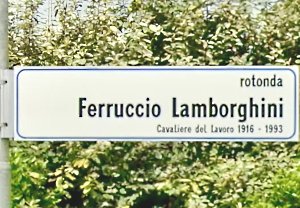 rotonda
Ferruccio Lamborghini
Cavaliere del Lavoro 1916 - 1993